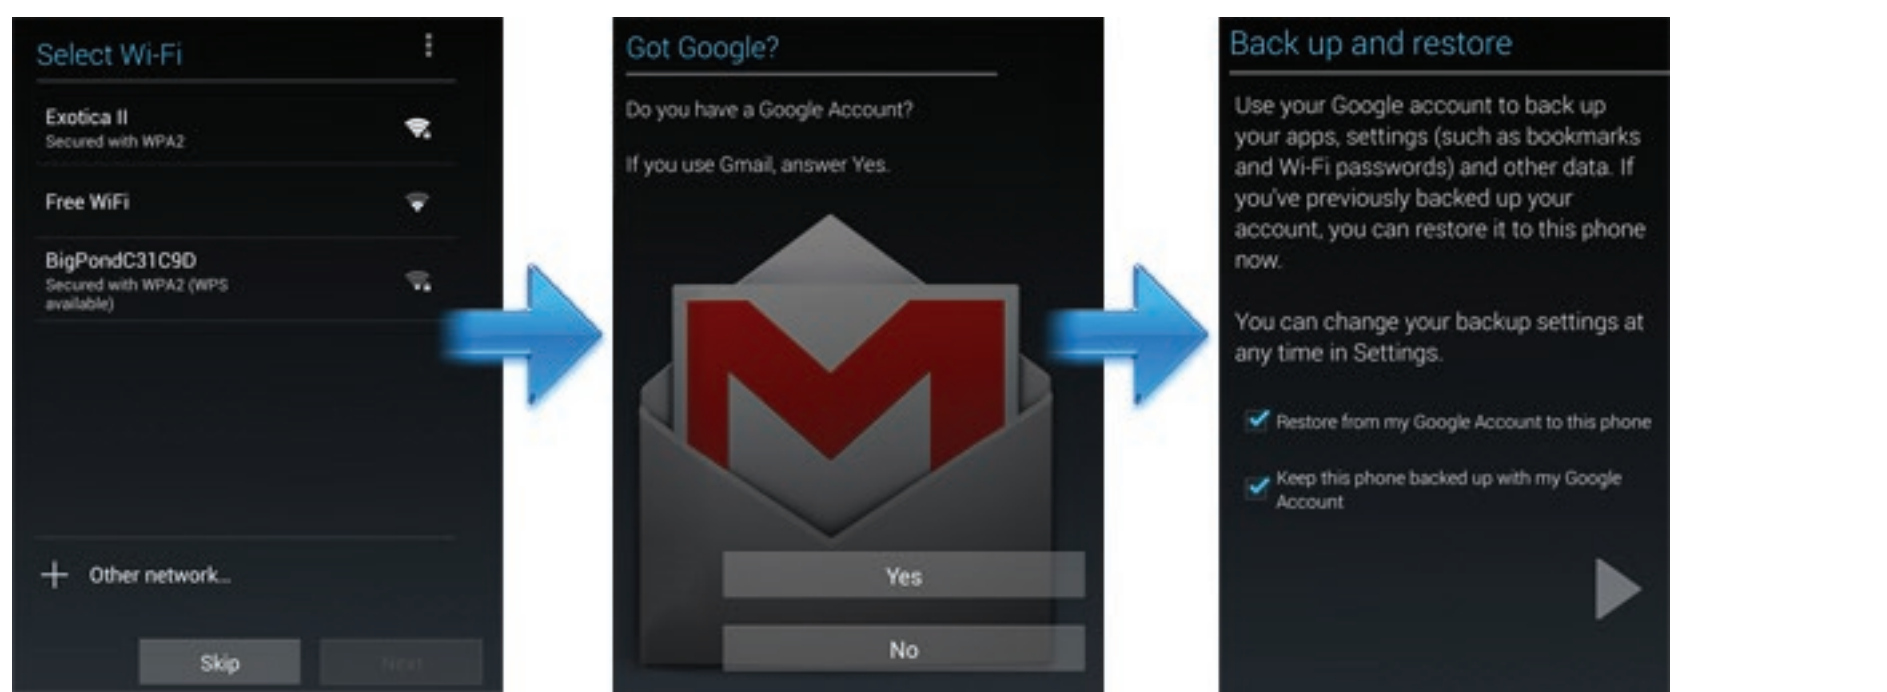 Select Wi-Fi
Exotica II
Secured with WPA2
Free WiFi
BigPondC31C9D
Secured with WPA2 (WPS
available)
Other network...
Skip
Next
Got Google?
Do you have a Google Account?
If you use Gmail, answer Yes.
Yes
No
Back up and restore
Use your Google account to back up
your apps, settings (such as bookmarks
and Wi-Fi passwords) and other data. If
you've previously backed up your
account, you can restore it to this phone
now.
You can change your backup settings at
any time in Settings.
Restore from my Google Account to this phone
Keep this phone backed up with my Google
Account